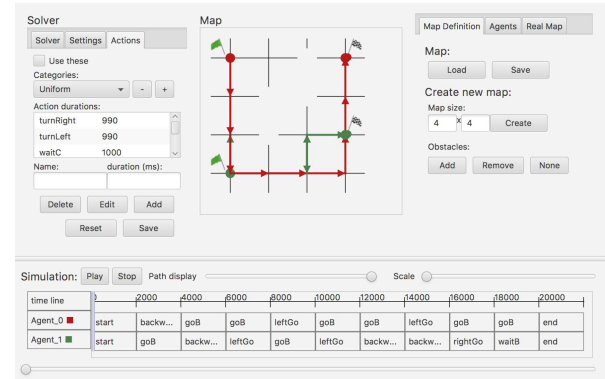 Solver
Solver Settings Actions
Use these
Categories:
Uniform - +
Action durations:
turnRight 990
turnLeft 990
waitC 1000
Name: duration (ms):
Delete Edit Add
Reset Save
Map
Map Definition Agents Real Map
Map:
Load Save
Create new map:
Map size:
4 x 4 Create
Obstacles:
Add Remove None
Simulation: Play Stop Path display Scale
time line 2000 4000 6000 8000 10000 12000 14000 16000 18000 20000
Agent_0 start backw... goB goB leftGo goB goB leftGo goB goB end
Agent_1 start goB backw... leftGo goB leftGo backw... backw... rightGo waitB end